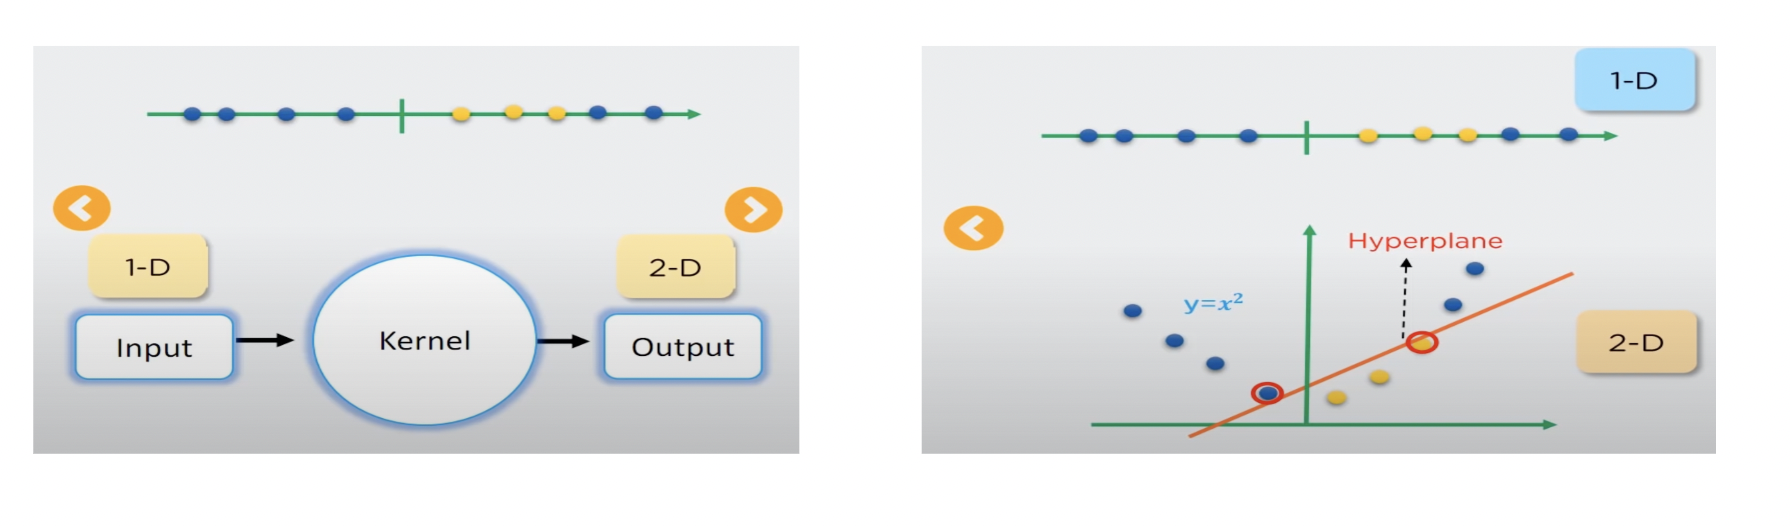 1-D
2-D
Input
Kernel
Output
1-D
Hyperplane
y=x²
2-D